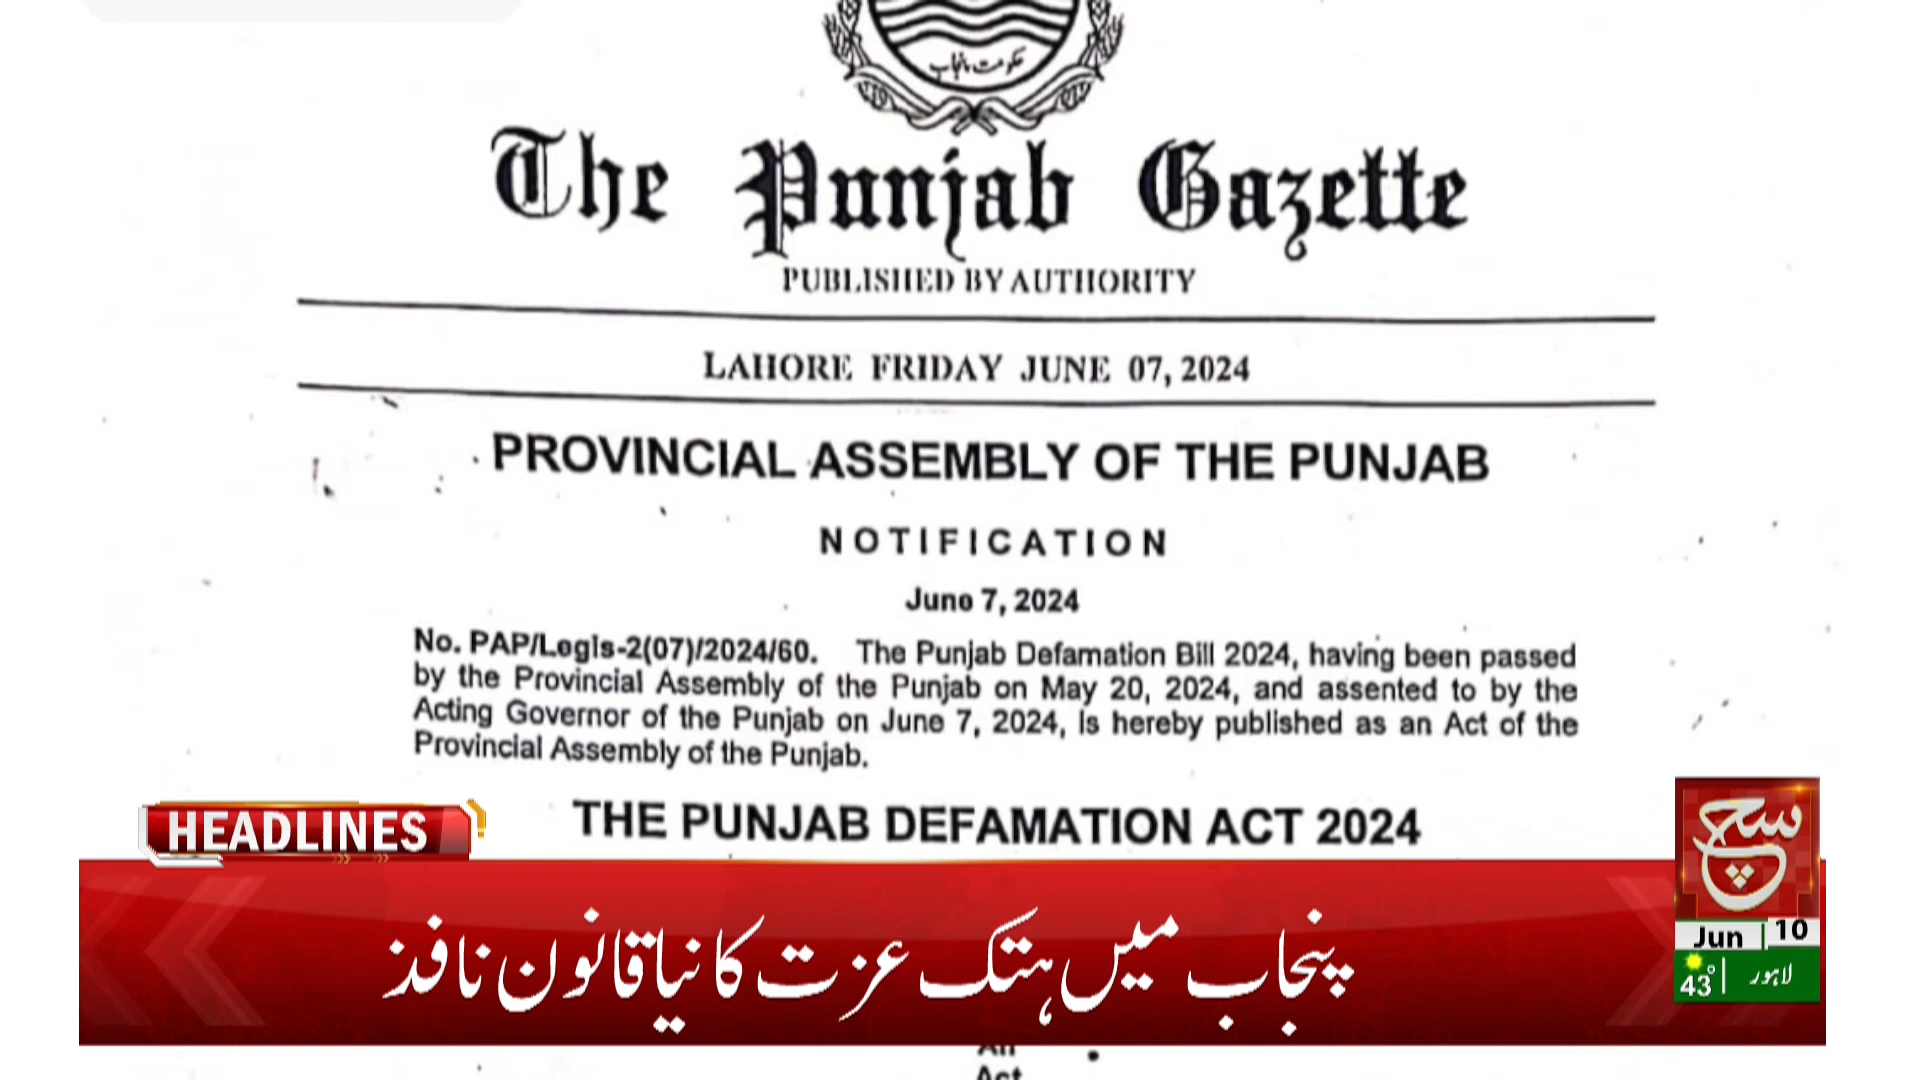 حکومت پنجاب
The Punjab Gazette
PUBLISHED BY AUTHORITY
LAHORE FRIDAY JUNE 07, 2024
PROVINCIAL ASSEMBLY OF THE PUNJAB
NOTIFICATION
June 7, 2024
No. PAP/Legis-2(07)/2024/60. The Punjab Defamation Bill 2024, having been passed
by the Provincial Assembly of the Punjab on May 20, 2024, and assented to by the
Acting Governor of the Punjab on June 7, 2024, is hereby published as an Act of the
Provincial Assembly of the Punjab.
THE PUNJAB DEFAMATION ACT 2024
HEADLINES
سچ
پنجاب میں ہتک عزت کا نیا قانون نافذ
Jun 10
43° لاہور
An
Act